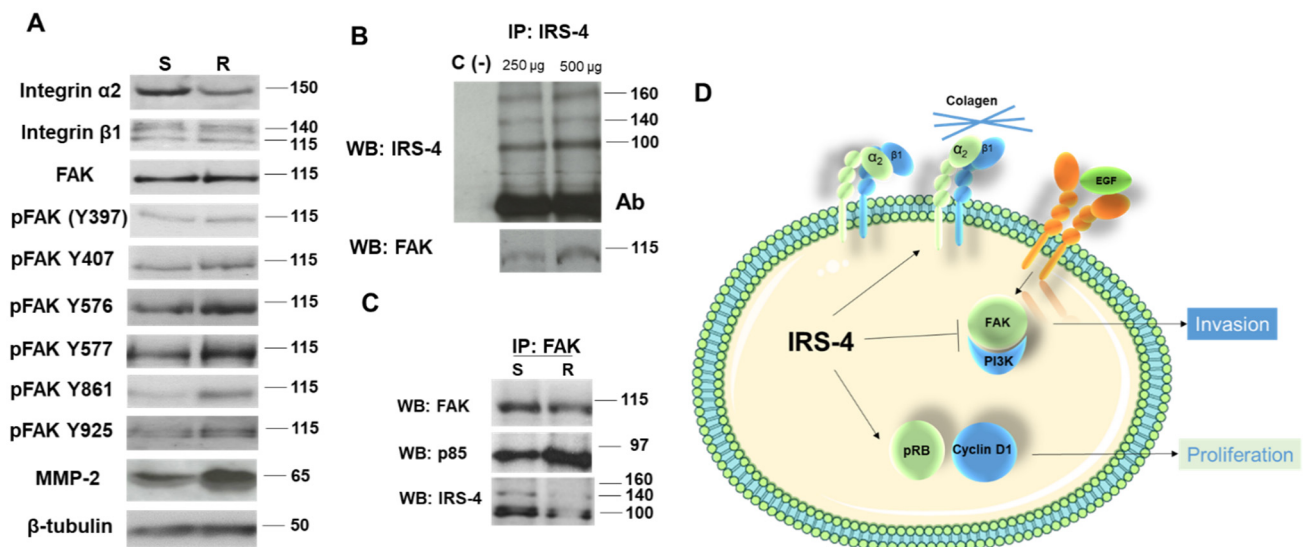 A
S R
Integrin α2 150
Integrin β1 140
115
FAK 115
pFAK (Y397) 115
pFAK Y407 115
pFAK Y576 115
pFAK Y577 115
pFAK Y861 115
pFAK Y925 115
MMP-2 65
β-tubulin 50
B
IP: IRS-4
C (-) 250 µg 500 µg
160
140
WB: IRS-4 100
Ab
WB: FAK 115
C
IP: FAK
S R
WB: FAK 115
WB: p85 97
160
WB: IRS-4 140
100
D
Colagen
α2 β1 α2 β1
EGF
FAK
IRS-4
PI3K
Invasion
pRB Cyclin D1
Proliferation